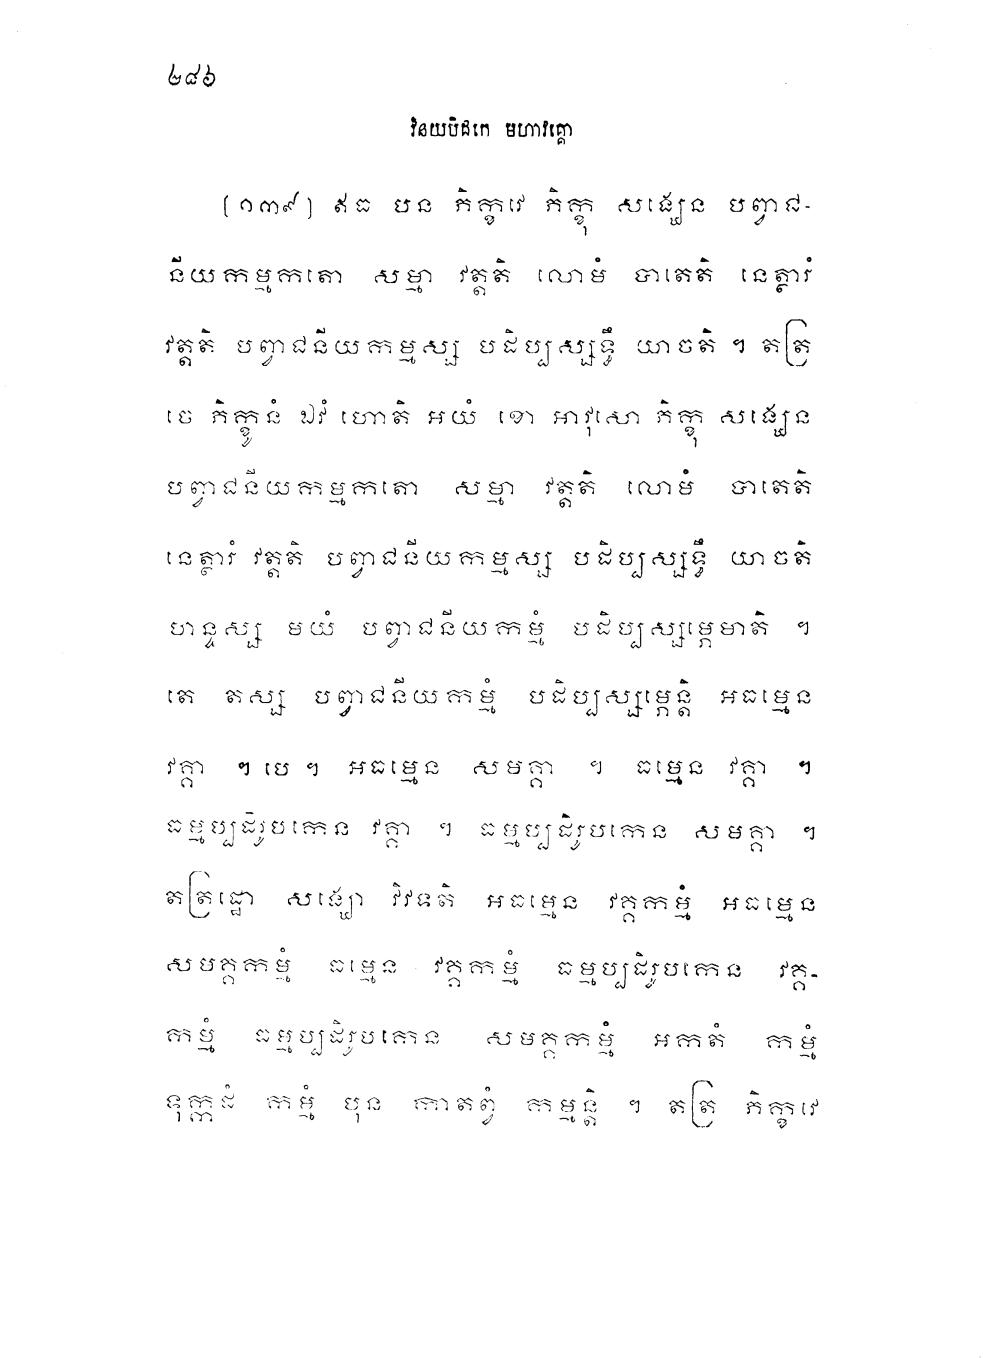 ២៨៦
វិនយបិដកេ មហាវគ្គោ
(១៣៩) ឥធ បន ភិក្ខវេ ភិក្ខុ សង្ឃេន បញ្វាជ-
នីយកម្មកតោ សម្មា វត្តតិ លោមំ បាតេតិ នេត្ថារំ
វត្តតិ បព្វាជនីយកម្មស្ស បដិប្បស្សទ្ធឹ យាចតិ ។ តត្រ
ចេ ភិក្ខូនំ ឯវំ ហោតិ អយំ ខោ អាវុសោ ភិក្ខុ សង្ឃេន
បព្វាជនីយកម្មកតោ សម្មា វត្តតិ លោមំ បាតេតិ
នេត្ថារំ វត្តតិ បព្វាជនីយកម្មស្ស បដិប្បស្សទ្ធឹ យាចតិ
ហន្ទស្ស មយំ បព្វាជនីយកម្មំ បដិប្បស្សម្ភេមាតិ ។
តេ តស្ស បព្វាជនីយកម្មំ បដិប្បស្សម្ភេន្តិ អធម្មេន
វគ្គា ។ បេ ។ អធម្មេន សមគ្គា ។ ធម្មេន វគ្គា ។
ធម្មប្បដិរូបកេន វគ្គា ។ ធម្មប្បដិរូបកេន សមគ្គា ។
តត្រដ្ឋោ សង្ឃោ វិវទតិ អធម្មេន វគ្គកម្មំ អធម្មេន
សមគ្គកម្មំ ធម្មេន វគ្គកម្មំ ធម្មប្បដិរូបកេន វគ្គ-
កម្មំ ធម្មប្បដិរូបកេន សមគ្គកម្មំ អកតំ កម្មំ
ទុក្កដំ កម្មំ បុន កាតព្វំ កម្មន្តិ ។ តត្រ ភិក្ខវេ